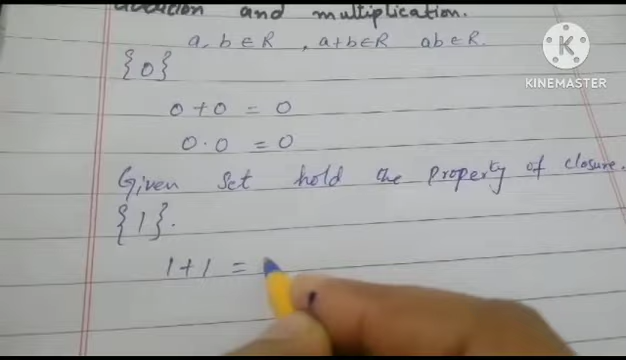 addition and multiplication.
a, b ∈ R , a+b ∈ R ab ∈ R.
{0}
0 + 0 = 0
0 · 0 = 0
Given Set hold the property of closure.
{1}.
1 + 1 =
K
KINEMASTER